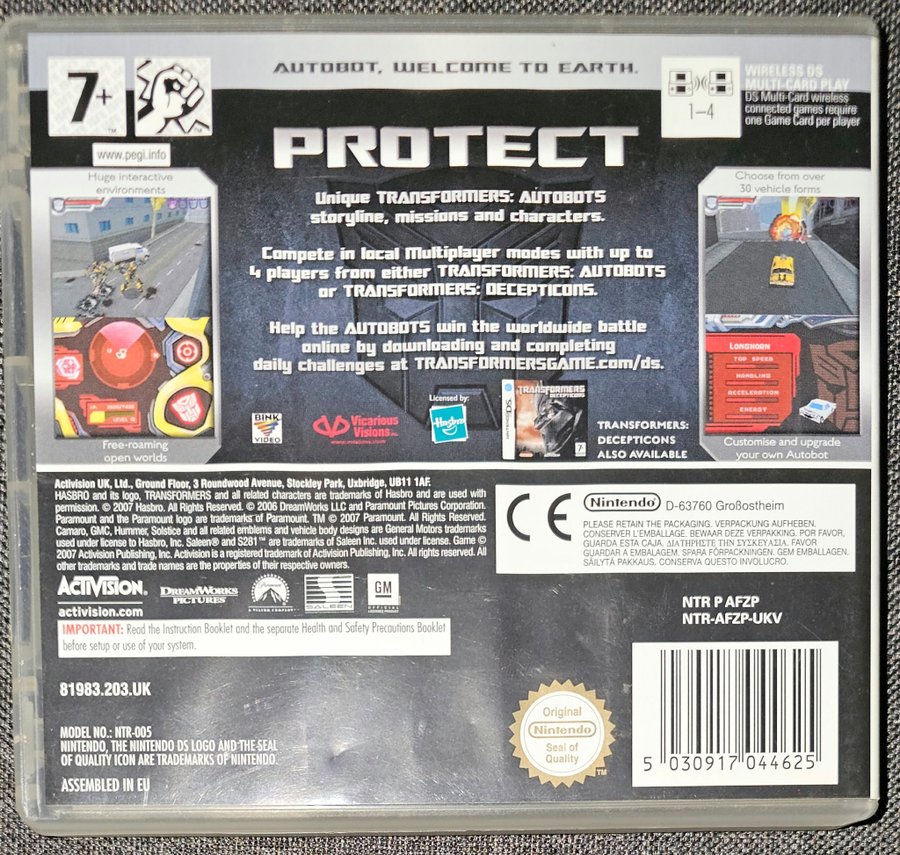 AUTOBOT, WELCOME TO EARTH.
7+
TM
www.pegi.info
1-4
WIRELESS DS
MULTI-CARD PLAY
DS Multi-Card wireless
connected games require
one Game Card per player
PROTECT
Huge interactive
environments
Choose from over
30 vehicle forms
Unique TRANSFORMERS: AUTOBOTS
storyline, missions and characters.
Compete in local Multiplayer modes with up to
4 players from either TRANSFORMERS: AUTOBOTS
or TRANSFORMERS: DECEPTICONS.
Help the AUTOBOTS win the worldwide battle
online by downloading and completing
daily challenges at TRANSFORMERSGAME.com/ds.
LONGHORN
TOP SPEED
HANDLING
ACCELERATION
ENERGY
Free-roaming
open worlds
BINK
VIDEO
Vicarious
Visions
Licensed by:
Hasbro
TRANSFORMERS
DECEPTICONS
NINTENDO DS
TRANSFORMERS:
DECEPTICONS
ALSO AVAILABLE
Customise and upgrade
your own Autobot
Activision UK, Ltd., Ground Floor, 3 Roundwood Avenue, Stockley Park, Uxbridge, UB11 1AF.
HASBRO and its logo, TRANSFORMERS and all related characters are trademarks of Hasbro and are used with
permission. © 2007 Hasbro. All Rights Reserved. © 2006 DreamWorks LLC and Paramount Pictures Corporation.
Paramount and the Paramount logo are trademarks of Paramount. TM © 2007 Paramount. All Rights Reserved.
Camaro, GMC, Hummer, Solstice and all related emblems and vehicle body designs are General Motors trademarks
used under license to Hasbro, Inc. Saleen® and S281™ are trademarks of Saleen Inc. used under license. Game ©
2007 Activision Publishing, Inc. Activision is a registered trademark of Activision Publishing, Inc. All rights reserved. All
other trademarks and trade names are the properties of their respective owners.
ACTIVISION®
activision.com
DREAMWORKS
PICTURES
SALEEN
GM
CE
Nintendo® D-63760 Großostheim
PLEASE RETAIN THE PACKAGING. VERPACKUNG AUFHEBEN.
CONSERVER L'EMBALLAGE. BEWAAR DEZE VERPAKKING. POR FAVOR,
GUARDA ESTA CAJA. ΔΙΑΤΗΡΗΣΤΕ ΤΗΝ ΣΥΣΚΕΥΑΣΙΑ. FAVOR
GUARDAR A EMBALAGEM. SPARA FÖRPACKNINGEN. GEM EMBALLAGEN.
SÄILYTÄ PAKKAUS. CONSERVA QUESTO INVOLUCRO.
NTR P AFZP
NTR-AFZP-UKV
IMPORTANT: Read the Instruction Booklet and the separate Health and Safety Precautions Booklet
before setup or use of your system.
81983.203.UK
MODEL NO.: NTR-005
NINTENDO, THE NINTENDO DS LOGO AND THE SEAL
OF QUALITY ICON ARE TRADEMARKS OF NINTENDO.
ASSEMBLED IN EU
Original
Nintendo
Seal of
Quality
TM
5 030917 044625